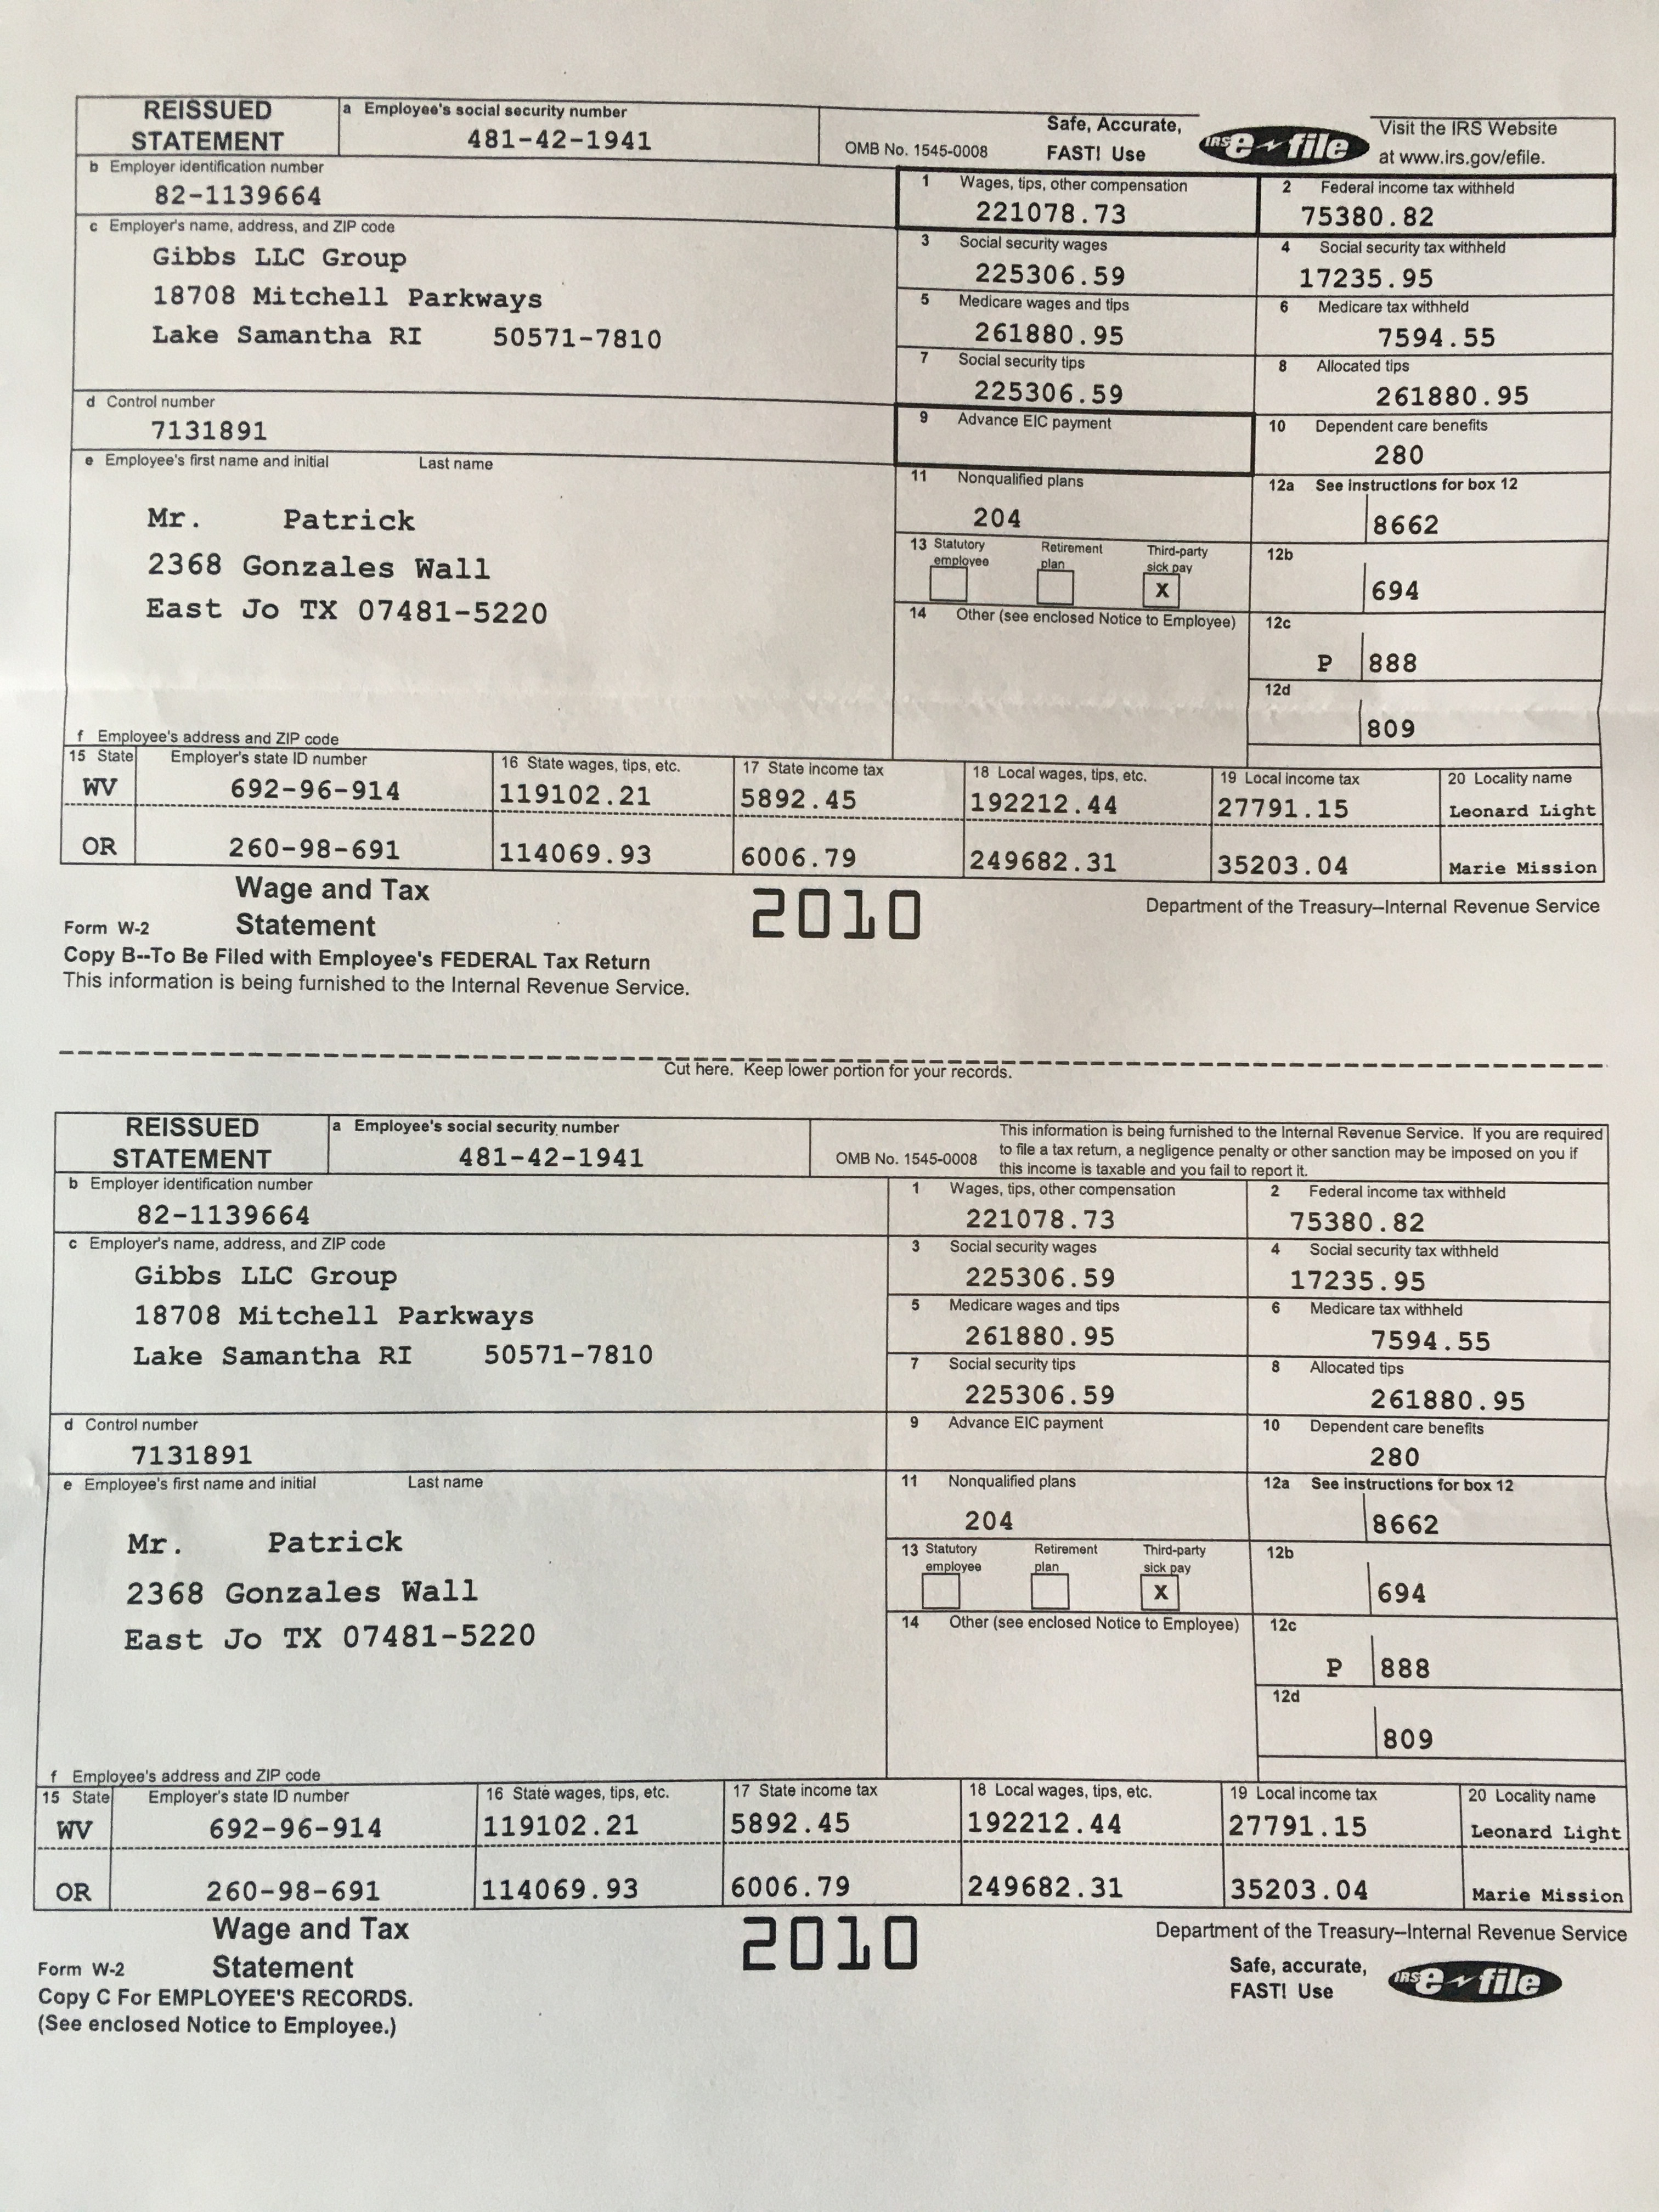 REISSUED
STATEMENT
a Employee's social security number
481-42-1941
OMB No. 1545-0008
Safe, Accurate,
FAST! Use
IRS e-file
Visit the IRS Website
at www.irs.gov/efile.
b Employer identification number
82-1139664
1 Wages, tips, other compensation
221078.73
2 Federal income tax withheld
75380.82
c Employer's name, address, and ZIP code
Gibbs LLC Group
18708 Mitchell Parkways
Lake Samantha RI 50571-7810
3 Social security wages
225306.59
4 Social security tax withheld
17235.95
5 Medicare wages and tips
261880.95
6 Medicare tax withheld
7594.55
7 Social security tips
225306.59
8 Allocated tips
261880.95
d Control number
7131891
9 Advance EIC payment
10 Dependent care benefits
280
e Employee's first name and initial Last name
Mr. Patrick
2368 Gonzales Wall
East Jo TX 07481-5220
11 Nonqualified plans
204
12a See instructions for box 12
8662
13 Statutory employee Retirement plan Third-party sick pay
X
12b
694
14 Other (see enclosed Notice to Employee)
12c
P 888
12d
809
f Employee's address and ZIP code
15 State Employer's state ID number 16 State wages, tips, etc. 17 State income tax 18 Local wages, tips, etc. 19 Local income tax 20 Locality name
WV 692-96-914 119102.21 5892.45 192212.44 27791.15 Leonard Light
OR 260-98-691 114069.93 6006.79 249682.31 35203.04 Marie Mission
Wage and Tax
Form W-2 Statement
2010
Department of the Treasury--Internal Revenue Service
Copy B--To Be Filed with Employee's FEDERAL Tax Return
This information is being furnished to the Internal Revenue Service.
Cut here. Keep lower portion for your records.
REISSUED
STATEMENT
a Employee's social security number
481-42-1941
OMB No. 1545-0008
This information is being furnished to the Internal Revenue Service. If you are required
to file a tax return, a negligence penalty or other sanction may be imposed on you if
this income is taxable and you fail to report it.
b Employer identification number
82-1139664
1 Wages, tips, other compensation
221078.73
2 Federal income tax withheld
75380.82
c Employer's name, address, and ZIP code
Gibbs LLC Group
18708 Mitchell Parkways
Lake Samantha RI 50571-7810
3 Social security wages
225306.59
4 Social security tax withheld
17235.95
5 Medicare wages and tips
261880.95
6 Medicare tax withheld
7594.55
7 Social security tips
225306.59
8 Allocated tips
261880.95
d Control number
7131891
9 Advance EIC payment
10 Dependent care benefits
280
e Employee's first name and initial Last name
Mr. Patrick
2368 Gonzales Wall
East Jo TX 07481-5220
11 Nonqualified plans
204
12a See instructions for box 12
8662
13 Statutory employee Retirement plan Third-party sick pay
X
12b
694
14 Other (see enclosed Notice to Employee)
12c
P 888
12d
809
f Employee's address and ZIP code
15 State Employer's state ID number 16 State wages, tips, etc. 17 State income tax 18 Local wages, tips, etc. 19 Local income tax 20 Locality name
WV 692-96-914 119102.21 5892.45 192212.44 27791.15 Leonard Light
OR 260-98-691 114069.93 6006.79 249682.31 35203.04 Marie Mission
Wage and Tax
Form W-2 Statement
2010
Department of the Treasury--Internal Revenue Service
Safe, accurate,
FAST! Use
IRS e-file
Copy C For EMPLOYEE'S RECORDS.
(See enclosed Notice to Employee.)